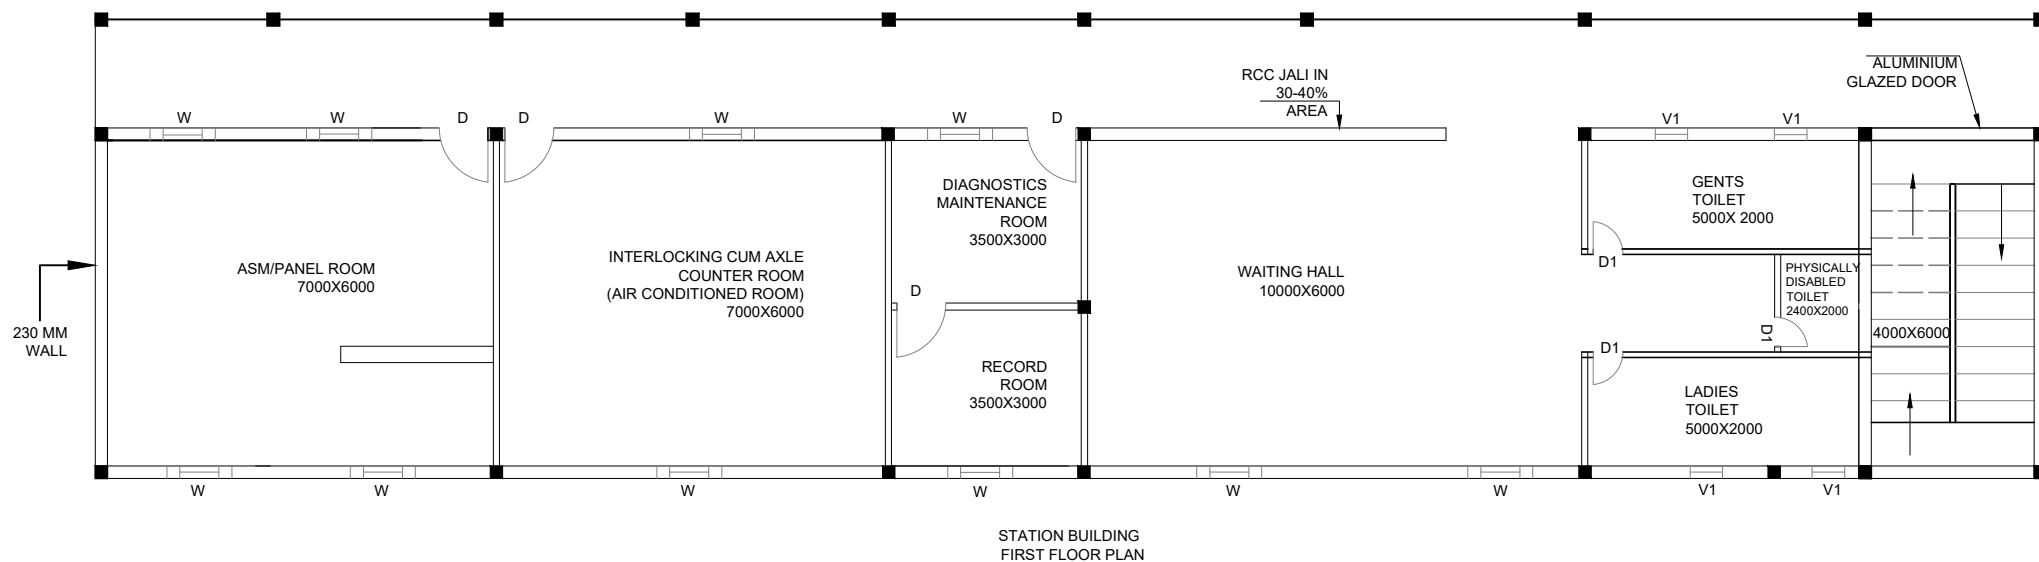 RCC JALI IN
30-40%
AREA
ALUMINIUM
GLAZED DOOR
W
W
D
D
W
W
D
V1
V1
DIAGNOSTICS
MAINTENANCE
ROOM
3500X3000
GENTS
TOILET
5000X 2000
ASM/PANEL ROOM
7000X6000
INTERLOCKING CUM AXLE
COUNTER ROOM
(AIR CONDITIONED ROOM)
7000X6000
WAITING HALL
10000X6000
D1
PHYSICALLY
DISABLED
TOILET
2400X2000
D
230 MM
WALL
D1
4000X6000
D1
RECORD
ROOM
3500X3000
LADIES
TOILET
5000X2000
W
W
W
W
W
W
V1
V1
STATION BUILDING
FIRST FLOOR PLAN